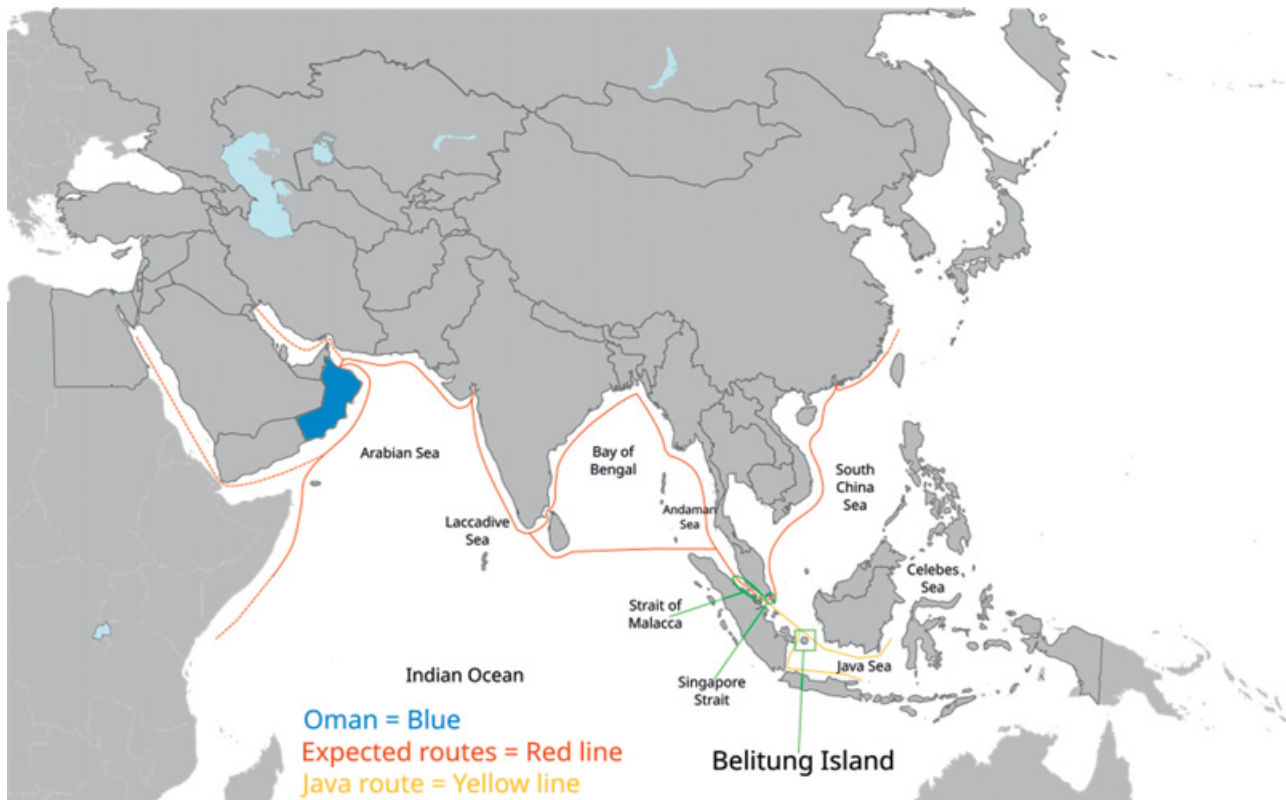 Arabian Sea
Bay of
Bengal
South
China
Sea
Laccadive
Sea
Andaman
Sea
Celebes
Sea
Strait of
Malacca
Java Sea
Indian Ocean
Singapore
Strait
Oman = Blue
Expected routes = Red line
Java route = Yellow line
Belitung Island